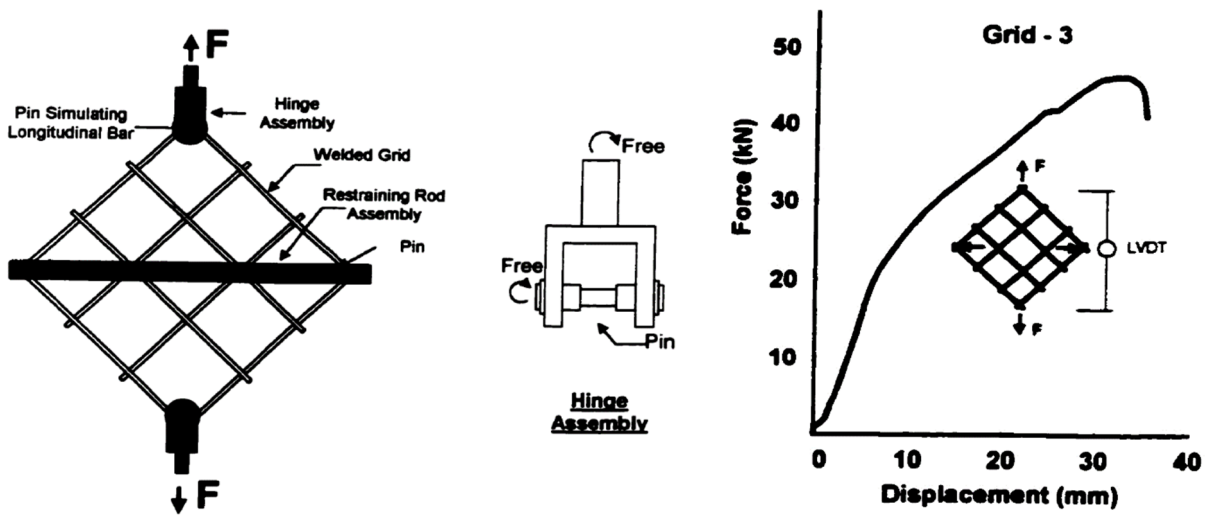 F
Pin Simulating
Longitudinal Bar
Hinge
Assembly
Welded Grid
Restraining Rod
Assembly
Pin
F
Free
Free
Pin
Hinge
Assembly
Grid - 3
50
40
30
20
10
Force (kN)
F
LVDT
F
0 10 20 30 40
Displacement (mm)